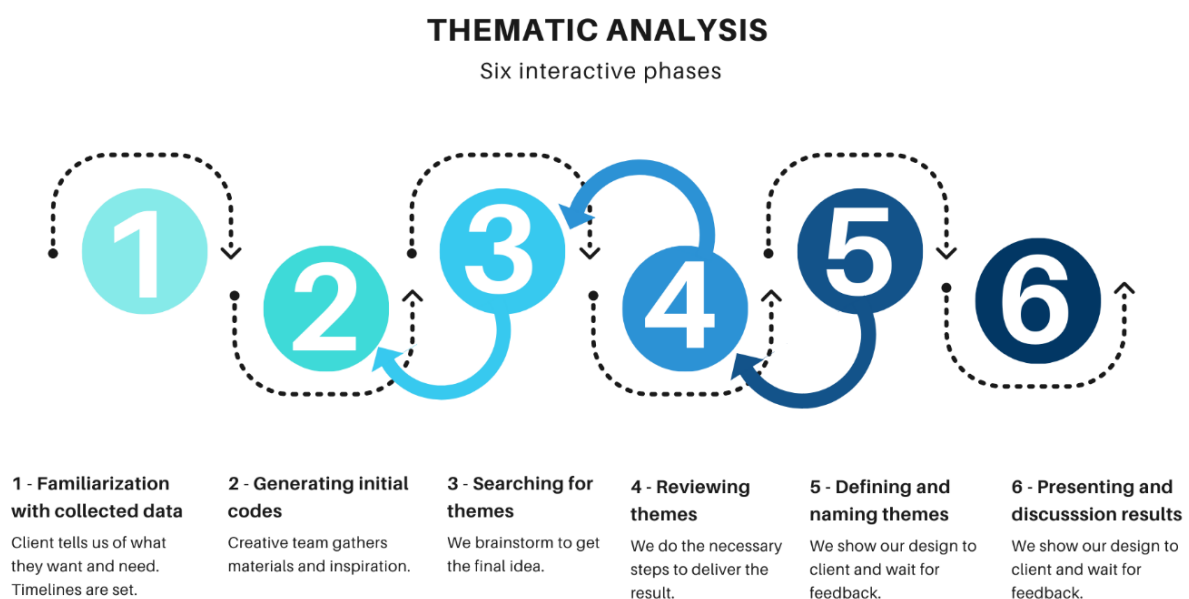 THEMATIC ANALYSIS
Six interactive phases
1
2
3
4
5
6
1 - Familiarization
with collected data
Client tells us of what
they want and need.
Timelines are set.
2 - Generating initial
codes
Creative team gathers
materials and inspiration.
3 - Searching for
themes
We brainstorm to get
the final idea.
4 - Reviewing
themes
We do the necessary
steps to deliver the
result.
5 - Defining and
naming themes
We show our design to
client and wait for
feedback.
6 - Presenting and
discusssion results
We show our design to
client and wait for
feedback.